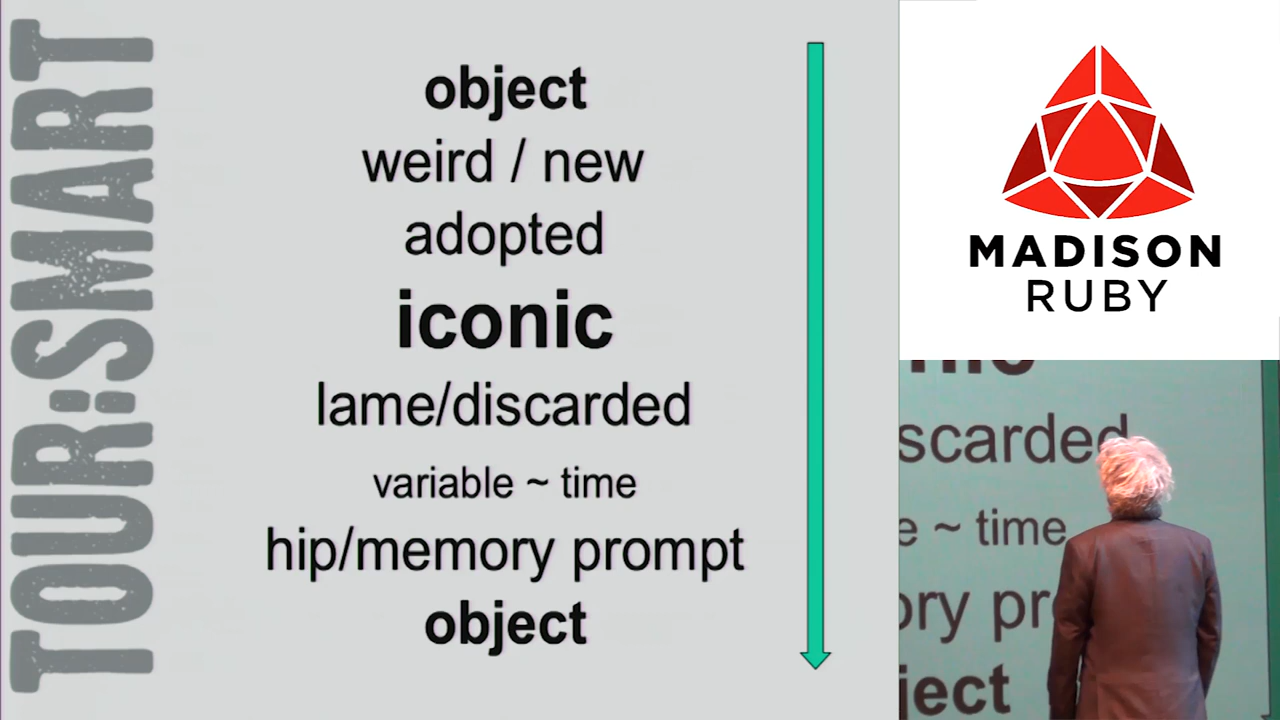 TOUR:SMART
object
weird / new
adopted
iconic
lame/discarded
variable ~ time
hip/memory prompt
object
MADISON
RUBY
scarded
e ~ time
ory pr
ject